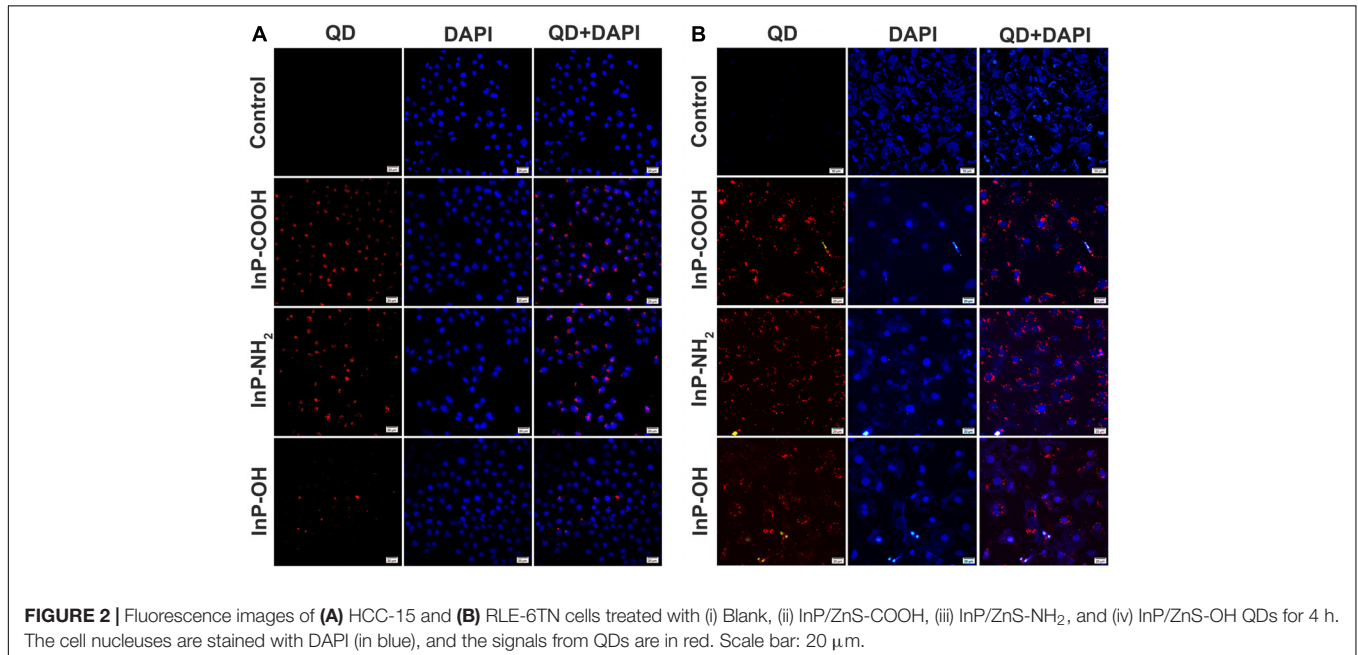 A QD DAPI QD+DAPI B QD DAPI QD+DAPI
Control Control
InP-COOH InP-COOH
InP-NH₂ InP-NH₂
InP-OH InP-OH
FIGURE 2 | Fluorescence images of (A) HCC-15 and (B) RLE-6TN cells treated with (i) Blank, (ii) InP/ZnS-COOH, (iii) InP/ZnS-NH₂, and (iv) InP/ZnS-OH QDs for 4 h.
The cell nucleuses are stained with DAPI (in blue), and the signals from QDs are in red. Scale bar: 20 μm.